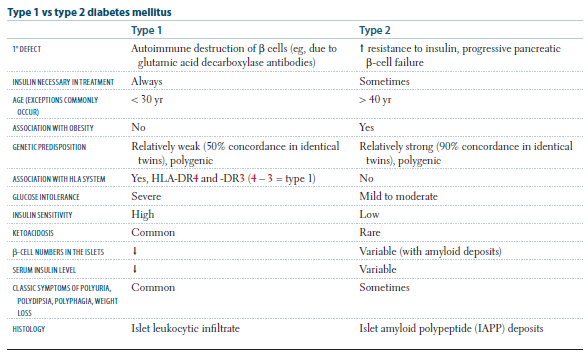 Type 1 vs type 2 diabetes mellitus
Type 1 Type 2
1° DEFECT Autoimmune destruction of β cells (eg, due to ↑ resistance to insulin, progressive pancreatic
glutamic acid decarboxylase antibodies) β-cell failure
INSULIN NECESSARY IN TREATMENT Always Sometimes
AGE (EXCEPTIONS COMMONLY < 30 yr > 40 yr
OCCUR)
ASSOCIATION WITH OBESITY No Yes
GENETIC PREDISPOSITION Relatively weak (50% concordance in identical Relatively strong (90% concordance in identical
twins), polygenic twins), polygenic
ASSOCIATION WITH HLA SYSTEM Yes, HLA-DR4 and -DR3 (4 – 3 = type 1) No
GLUCOSE INTOLERANCE Severe Mild to moderate
INSULIN SENSITIVITY High Low
KETOACIDOSIS Common Rare
β-CELL NUMBERS IN THE ISLETS ↓ Variable (with amyloid deposits)
SERUM INSULIN LEVEL ↓ Variable
CLASSIC SYMPTOMS OF POLYURIA, Common Sometimes
POLYDIPSIA, POLYPHAGIA, WEIGHT
LOSS
HISTOLOGY Islet leukocytic infiltrate Islet amyloid polypeptide (IAPP) deposits